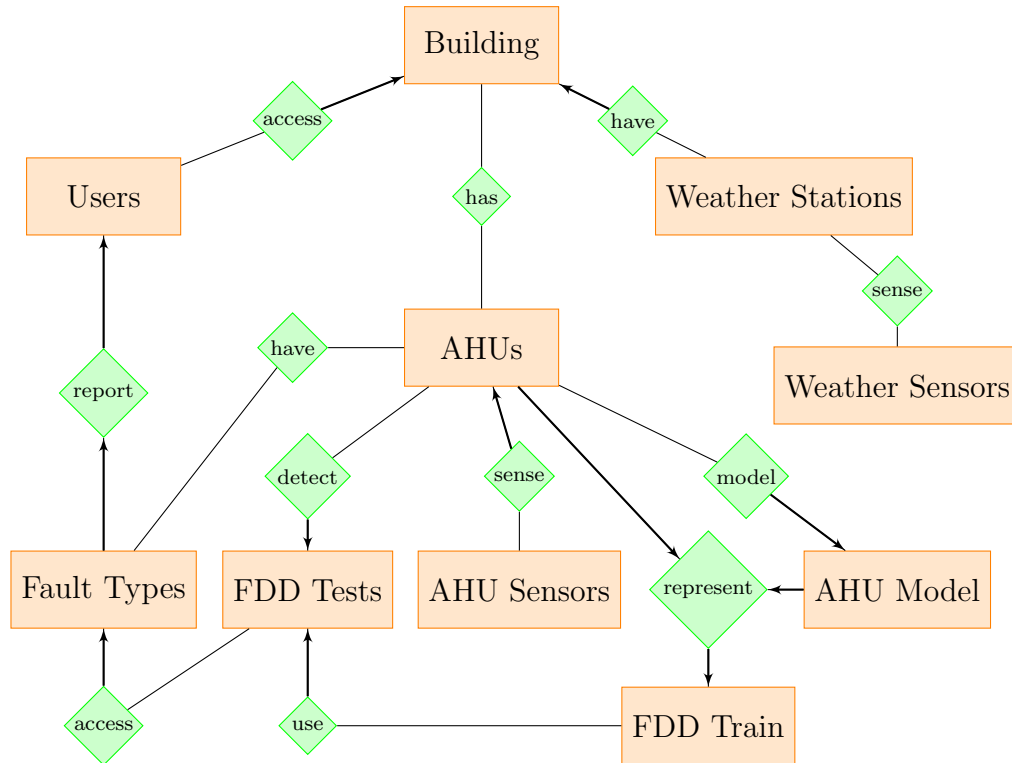 Building
access
have
Users
has
Weather Stations
sense
have
AHUs
Weather Sensors
report
detect
sense
model
Fault Types
FDD Tests
AHU Sensors
represent
AHU Model
access
use
FDD Train